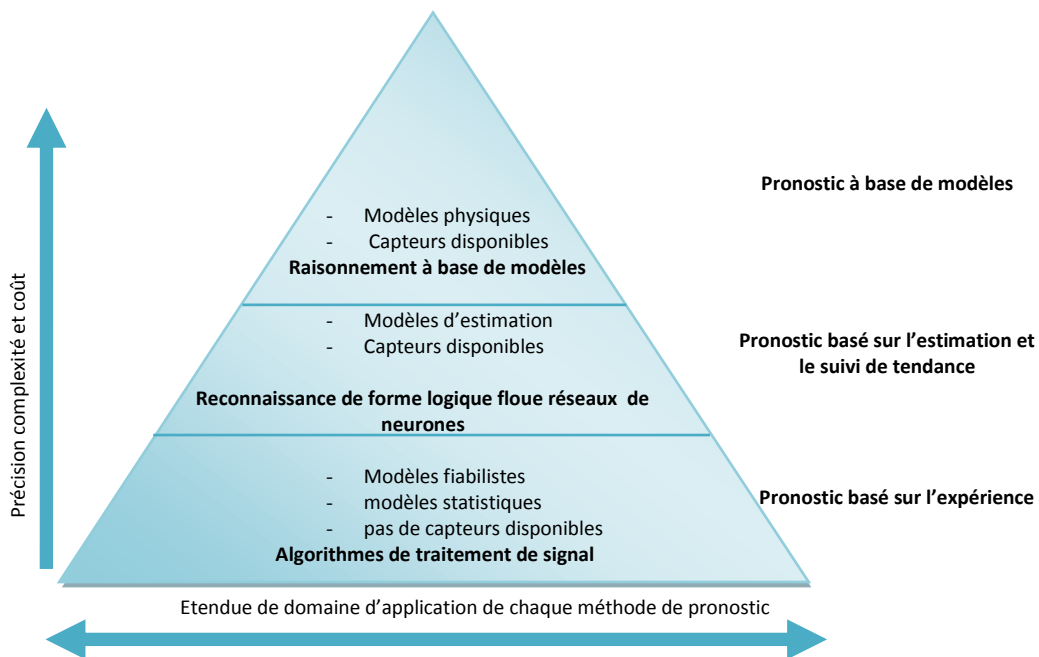 Pronostic à base de modèles
- Modèles physiques
- Capteurs disponibles
Raisonnement à base de modèles
- Modèles d'estimation
- Capteurs disponibles
Pronostic basé sur l'estimation et
le suivi de tendance
Reconnaissance de forme logique floue réseaux de
neurones
- Modèles fiabilistes
- modèles statistiques
- pas de capteurs disponibles
Pronostic basé sur l'expérience
Algorithmes de traitement de signal
Précision complexité et coût
Etendue de domaine d'application de chaque méthode de pronostic